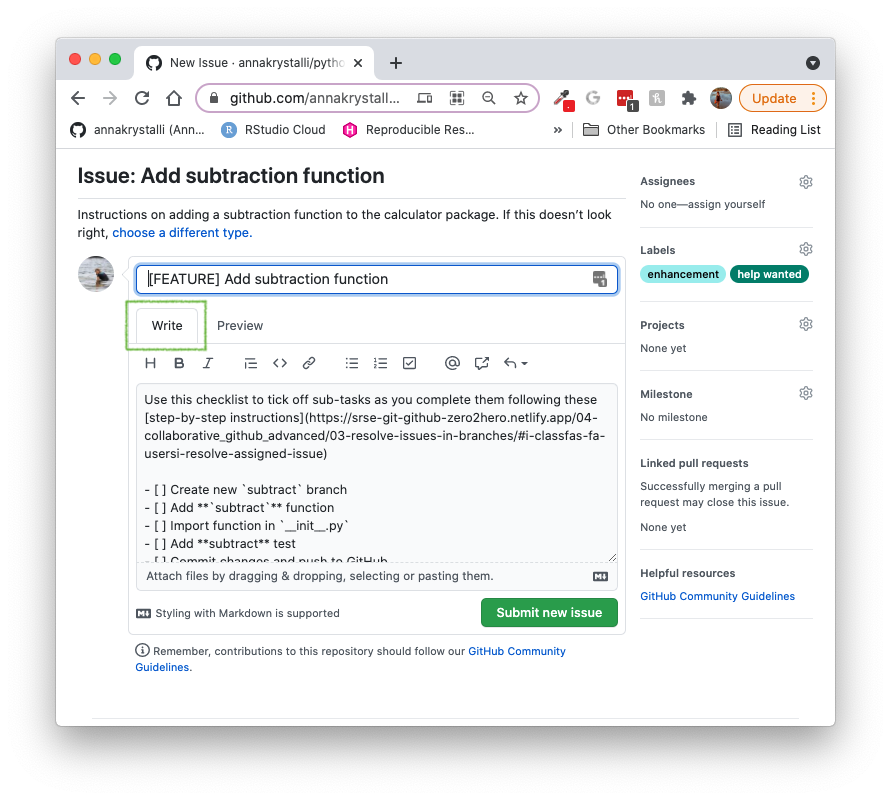 New Issue · annakrystalli/pytho
github.com/annakrystall...
1
Update
annakrystalli (Ann...
R RStudio Cloud
H Reproducible Res...
» Other Bookmarks
Reading List
Issue: Add subtraction function
Instructions on adding a subtraction function to the calculator package. If this doesn't look
right, choose a different type.
[FEATURE] Add subtraction function
1
Write
Preview
H B I
Use this checklist to tick off sub-tasks as you complete them following these
[step-by-step instructions](https://srse-git-github-zero2hero.netlify.app/04-
collaborative_github_advanced/03-resolve-issues-in-branches/#i-classfas-fa-
usersi-resolve-assigned-issue)
- [ ] Create new `subtract` branch
- [ ] Add **`subtract`** function
- [ ] Import function in `__init__.py`
- [ ] Add **subtract** test
- [ ] Commit changes and push to GitHub
Attach files by dragging & dropping, selecting or pasting them.
Styling with Markdown is supported
Submit new issue
Remember, contributions to this repository should follow our GitHub Community
Guidelines.
Assignees
No one—assign yourself
Labels
enhancement
help wanted
Projects
None yet
Milestone
No milestone
Linked pull requests
Successfully merging a pull
request may close this issue.
None yet
Helpful resources
GitHub Community Guidelines